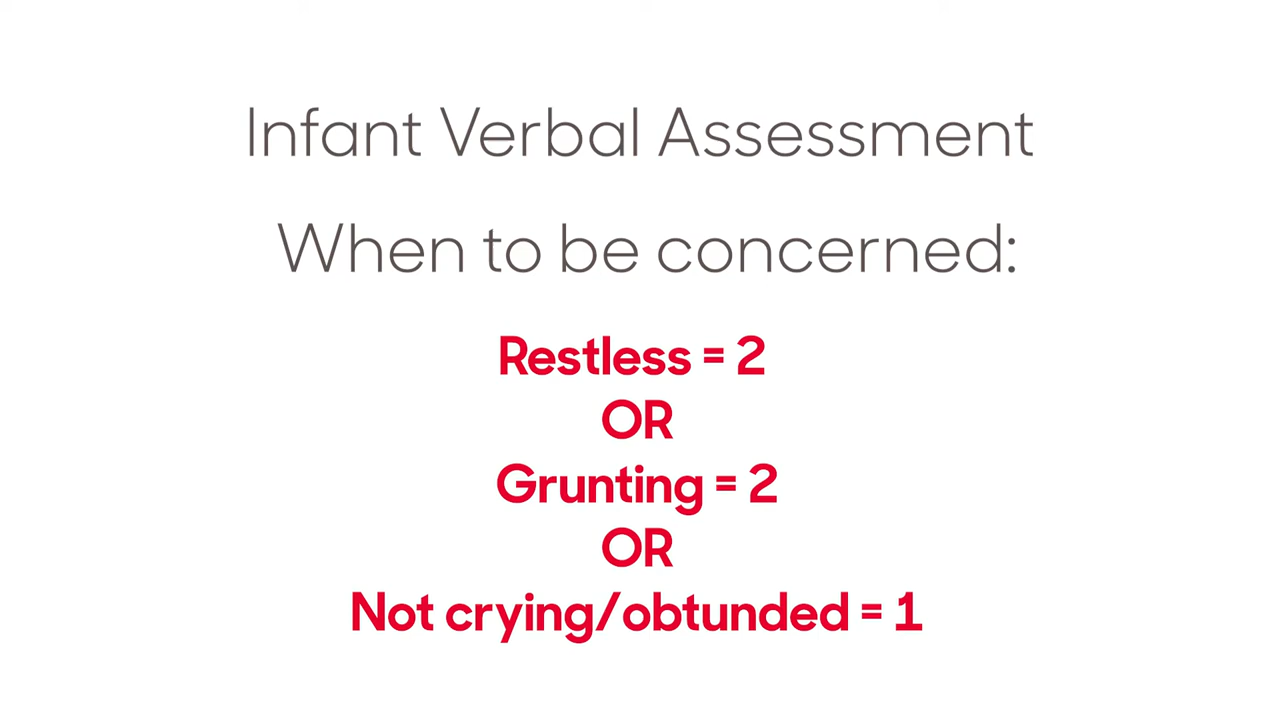 Infant Verbal Assessment
When to be concerned:
Restless = 2
OR
Grunting = 2
OR
Not crying/obtunded = 1